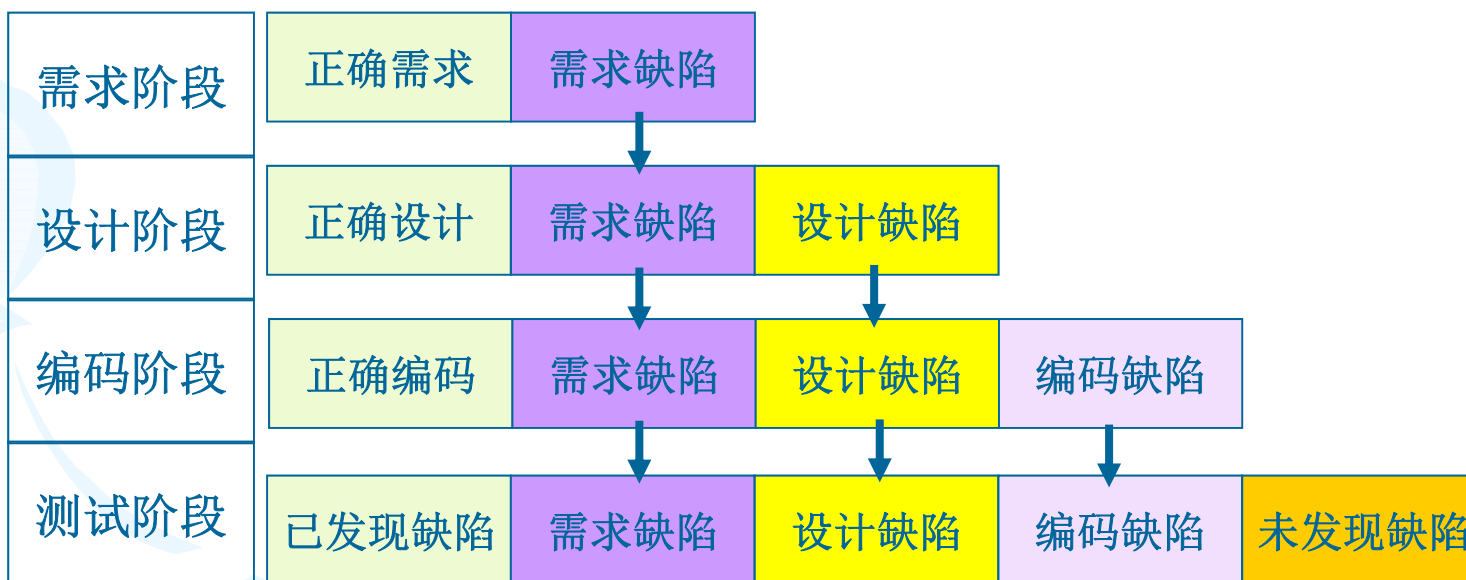 需求阶段 正确需求 需求缺陷
设计阶段 正确设计 需求缺陷 设计缺陷
编码阶段 正确编码 需求缺陷 设计缺陷 编码缺陷
测试阶段 已发现缺陷 需求缺陷 设计缺陷 编码缺陷 未发现缺陷